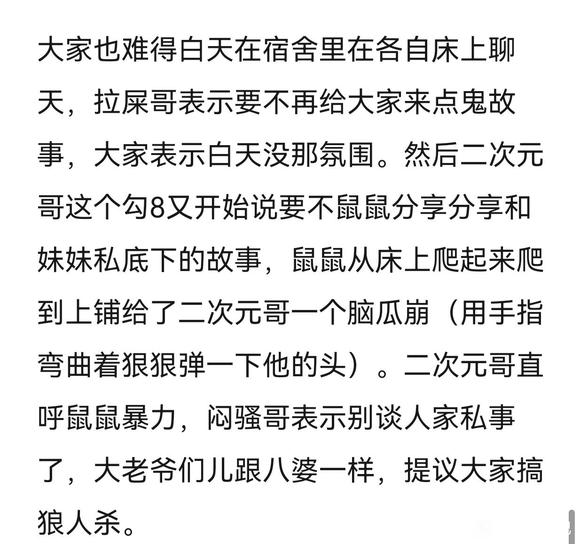 大家也难得白天在宿舍里在各自床上聊
天，拉屎哥表示要不再给大家来点鬼故
事，大家表示白天没那氛围。然后二次元
哥这个勾8又开始说要不鼠鼠分享分享和
妹妹私底下的故事，鼠鼠从床上爬起来爬
到上铺给了二次元哥一个脑瓜崩（用手指
弯曲着狠狠弹一下他的头）。二次元哥直
呼鼠鼠暴力，闷骚哥表示别谈人家私事
了，大老爷们儿跟八婆一样，提议大家搞
狼人杀。